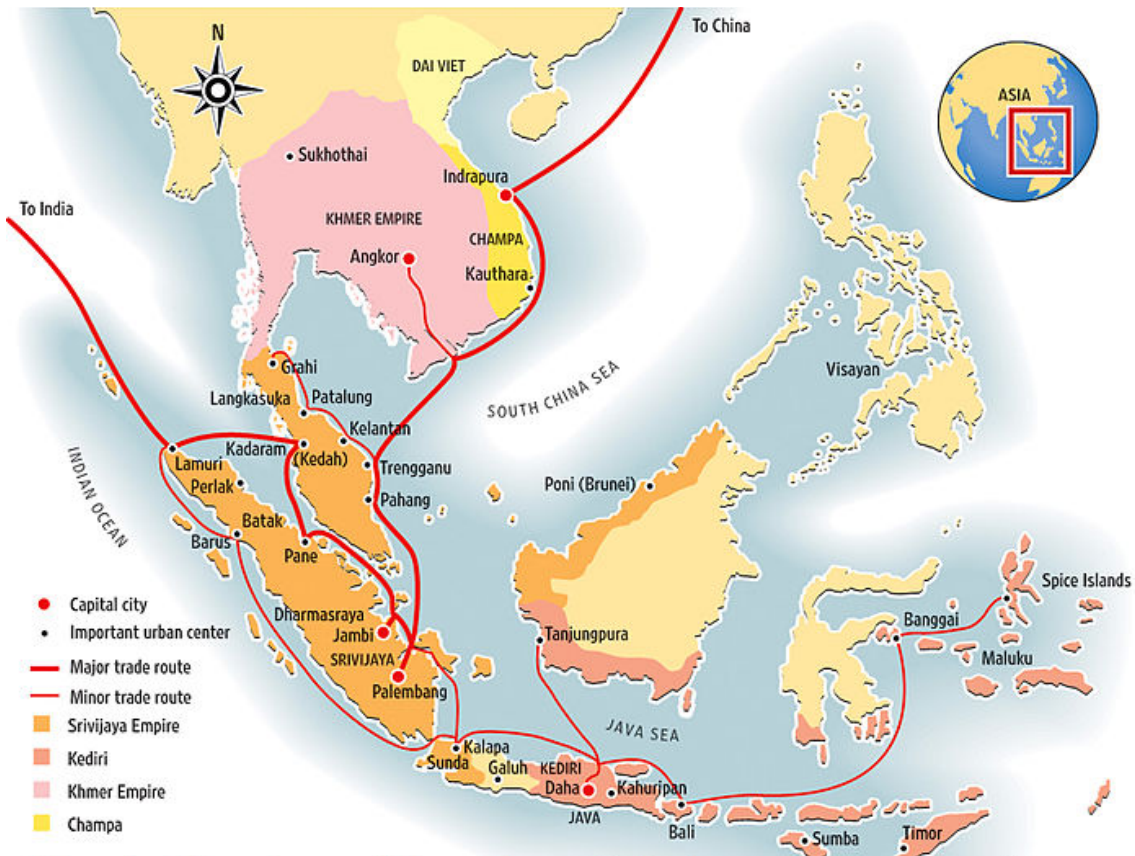 To China
N
DAI VIET
ASIA
Sukhothai
Indrapura
To India
KHMER EMPIRE
CHAMPA
Angkor
Kauthara
Grahi
Visayan
Langkasuka
Patalung
SOUTH CHINA SEA
Kelantan
Kadaram
(Kedah)
Lamuri
Trengganu
Perlak
Poni (Brunei)
Pahang
INDIAN OCEAN
Batak
Barus
Pane
Spice Islands
Capital city
Dharmasraya
Banggai
Important urban center
Jambi
Tanjungpura
SRIVIJAYA
Maluku
Major trade route
Palembang
Minor trade route
Srivijaya Empire
JAVA SEA
Kalapa
Kediri
Sunda
Galuh
KEDIRI
Khmer Empire
Daha
Kahuripan
JAVA
Champa
Bali
Sumba
Timor